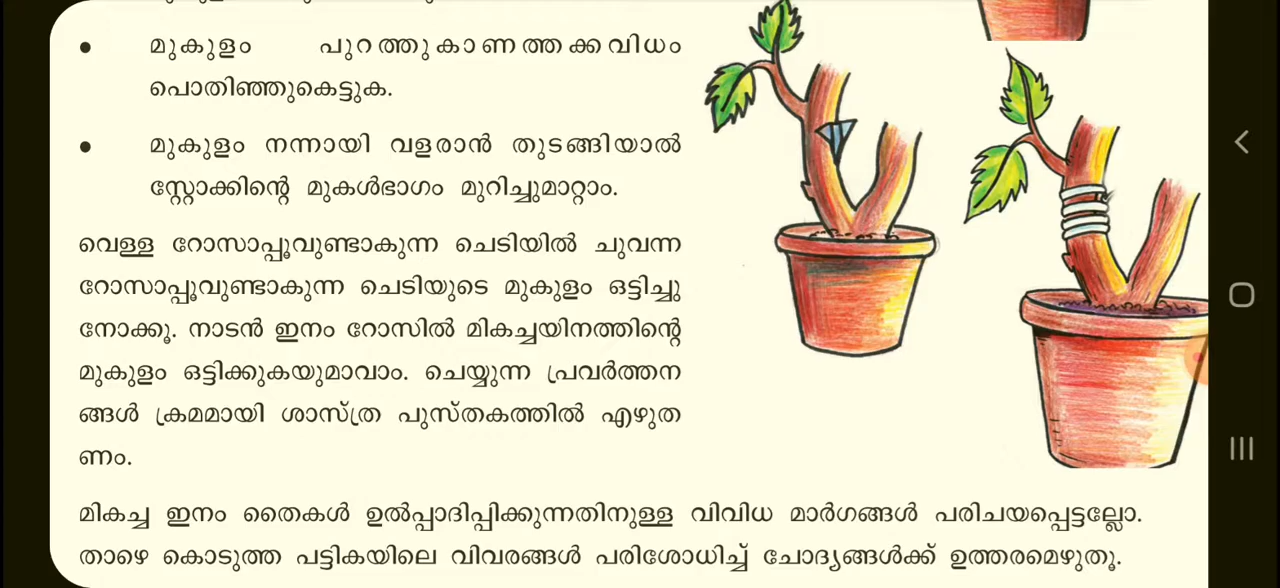 ● മുകുളം പുറത്തുകാണത്തക്കവിധം
പൊതിഞ്ഞുകെട്ടുക.
● മുകുളം നന്നായി വളരാൻ തുടങ്ങിയാൽ
സ്റ്റോക്കിന്റെ മുകൾഭാഗം മുറിച്ചുമാറ്റാം.
വെള്ള റോസാപ്പൂവുണ്ടാകുന്ന ചെടിയിൽ ചുവന്ന
റോസാപ്പൂവുണ്ടാകുന്ന ചെടിയുടെ മുകുളം ഒട്ടിച്ചു
നോക്കൂ. നാടൻ ഇനം റോസിൽ മികച്ചയിനത്തിന്റെ
മുകുളം ഒട്ടിക്കുകയുമാവാം. ചെയ്യുന്ന പ്രവർത്തന
ങ്ങൾ ക്രമമായി ശാസ്ത്ര പുസ്തകത്തിൽ എഴുത
ണം.
മികച്ച ഇനം തൈകൾ ഉൽപ്പാദിപ്പിക്കുന്നതിനുള്ള വിവിധ മാർഗങ്ങൾ പരിചയപ്പെട്ടല്ലോ.
താഴെ കൊടുത്ത പട്ടികയിലെ വിവരങ്ങൾ പരിശോധിച്ച് ചോദ്യങ്ങൾക്ക് ഉത്തരമെഴുതൂ.